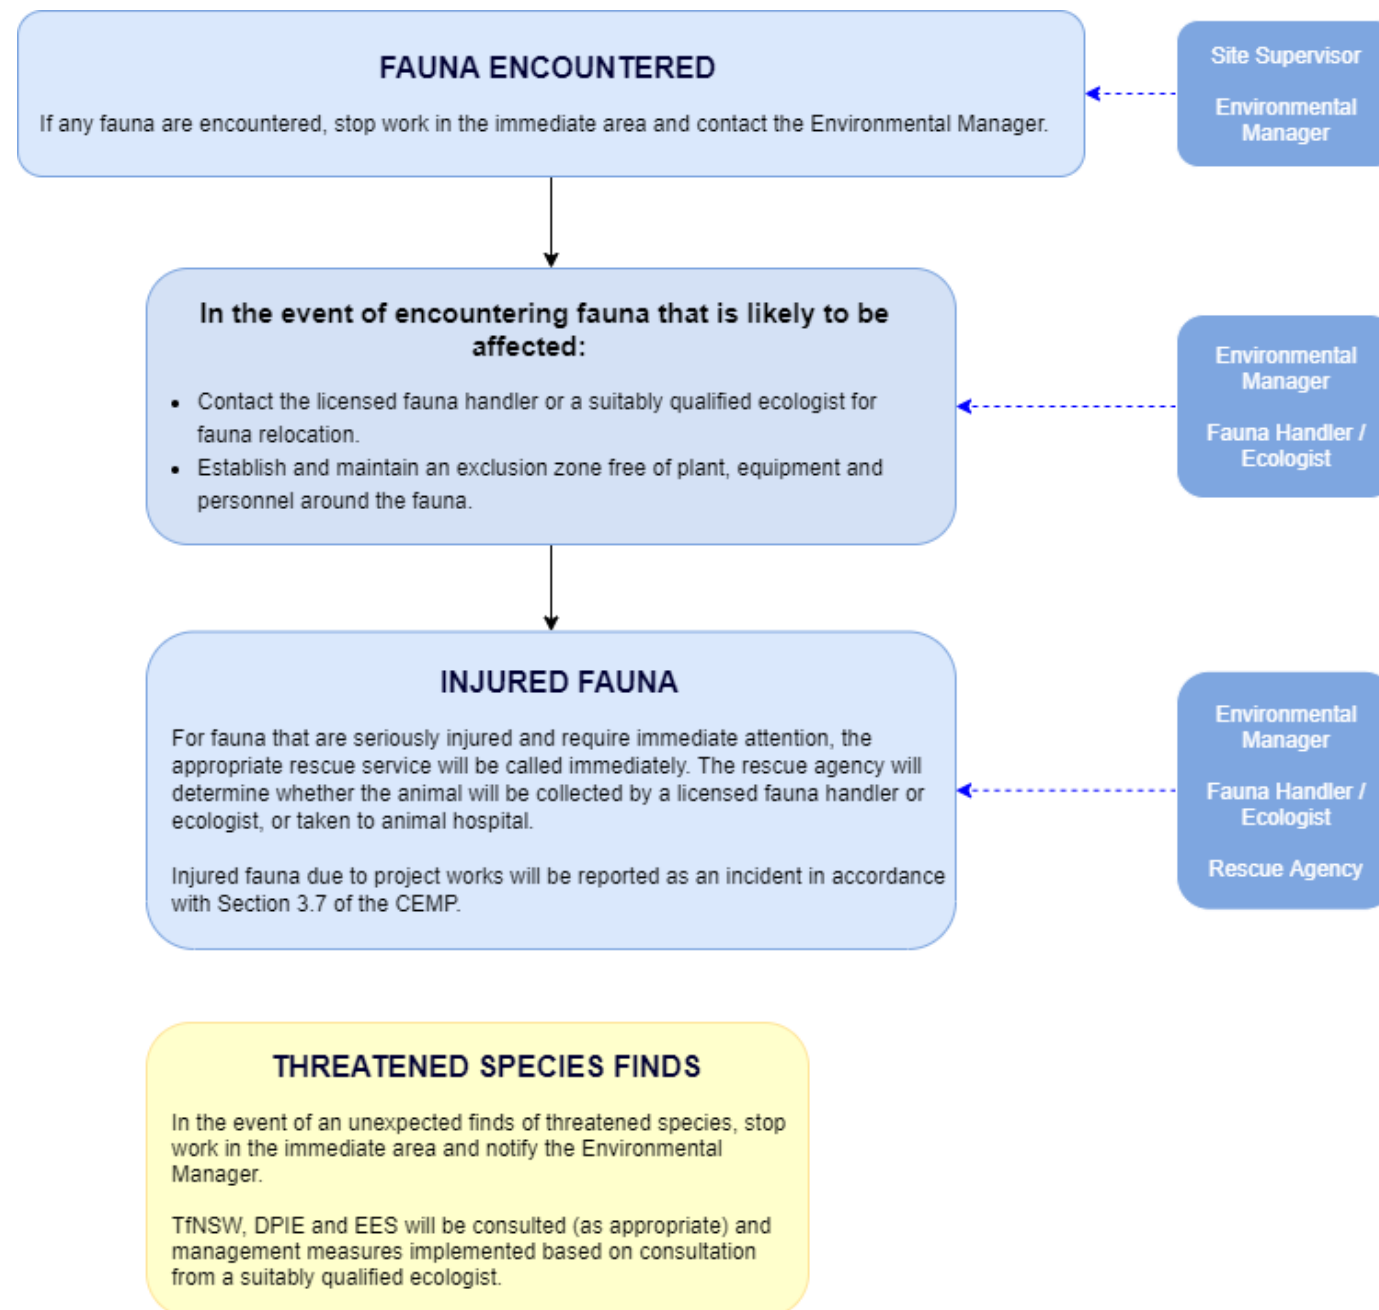 FAUNA ENCOUNTERED
If any fauna are encountered, stop work in the immediate area and contact the Environmental Manager.
Site Supervisor
Environmental
Manager
In the event of encountering fauna that is likely to be
affected:
• Contact the licensed fauna handler or a suitably qualified ecologist for
fauna relocation.
• Establish and maintain an exclusion zone free of plant, equipment and
personnel around the fauna.
Environmental
Manager
Fauna Handler /
Ecologist
INJURED FAUNA
For fauna that are seriously injured and require immediate attention, the
appropriate rescue service will be called immediately. The rescue agency will
determine whether the animal will be collected by a licensed fauna handler or
ecologist, or taken to animal hospital.
Injured fauna due to project works will be reported as an incident in accordance
with Section 3.7 of the CEMP.
Environmental
Manager
Fauna Handler /
Ecologist
Rescue Agency
THREATENED SPECIES FINDS
In the event of an unexpected finds of threatened species, stop
work in the immediate area and notify the Environmental
Manager.
TfNSW, DPIE and EES will be consulted (as appropriate) and
management measures implemented based on consultation
from a suitably qualified ecologist.